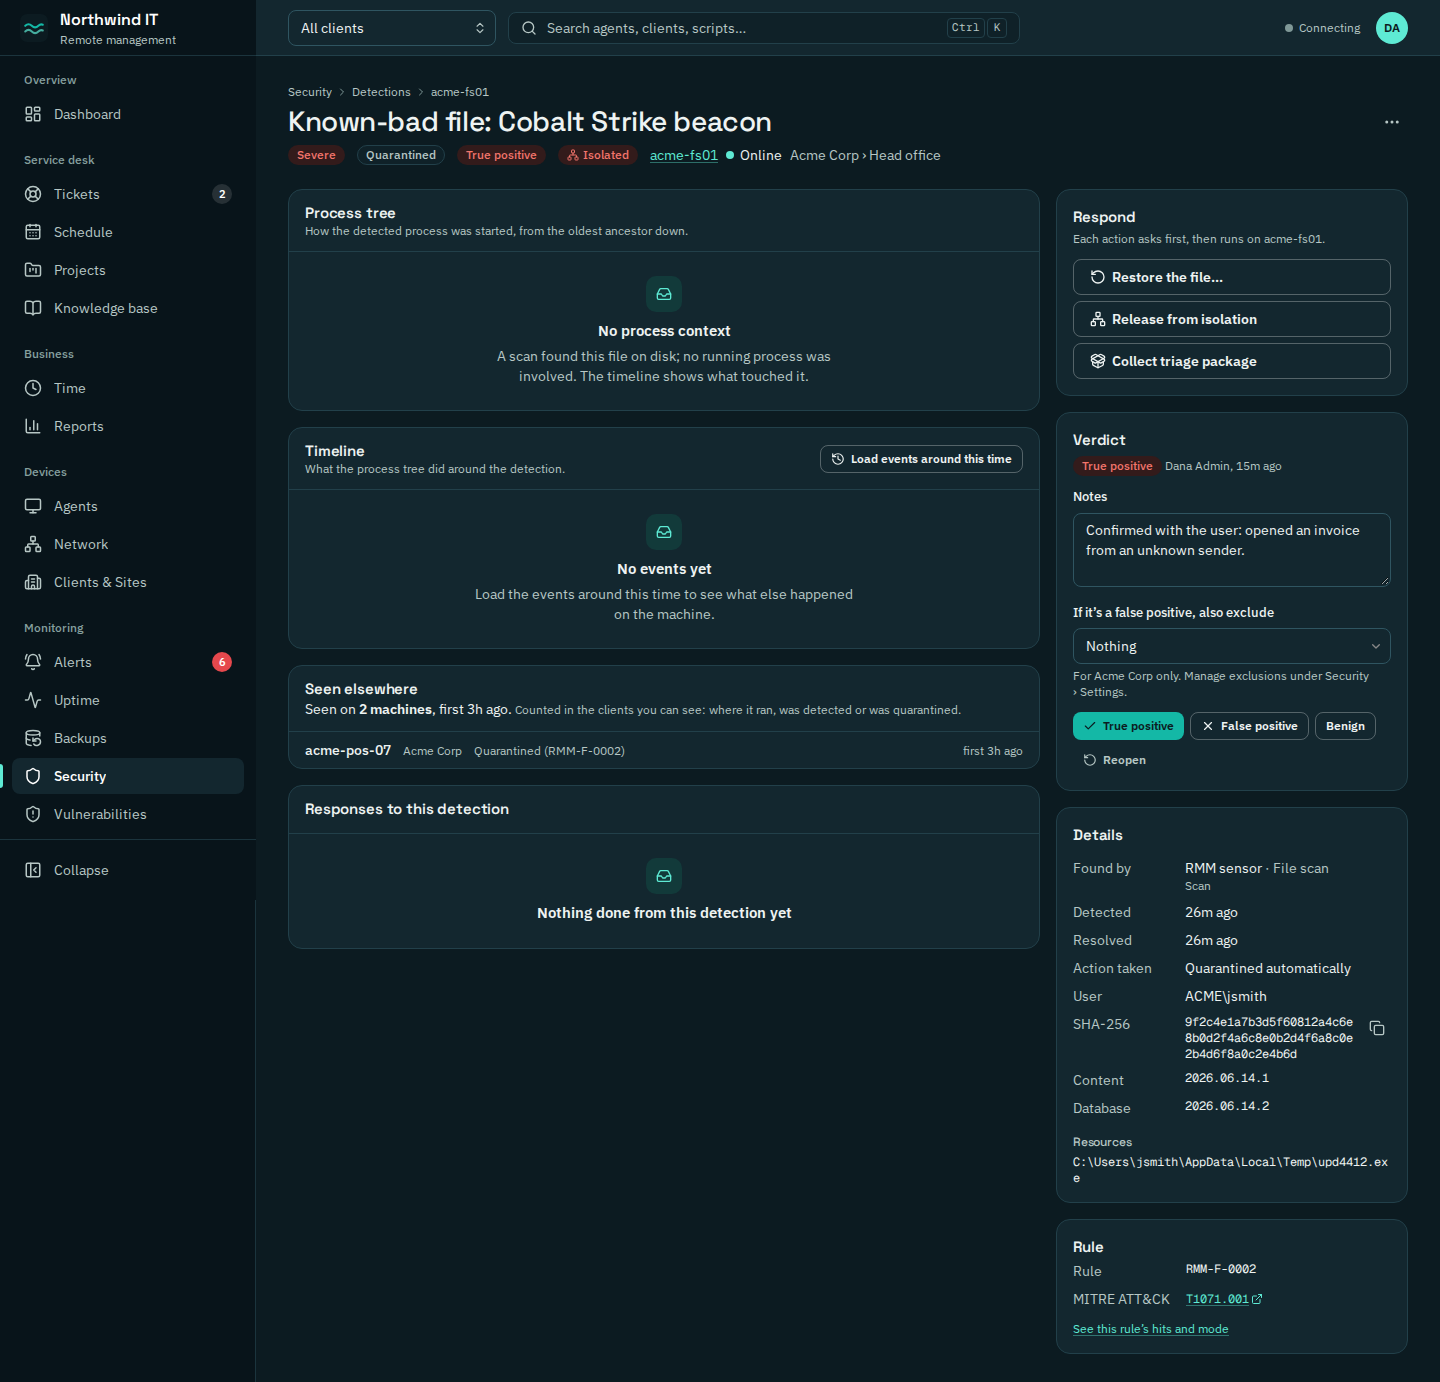 Northwind IT
Remote management
All clients
Search agents, clients, scripts...
Ctrl K
Connecting
DA
Overview
Dashboard
Service desk
Tickets 2
Schedule
Projects
Knowledge base
Business
Time
Reports
Devices
Agents
Network
Clients & Sites
Monitoring
Alerts 6
Uptime
Backups
Security
Vulnerabilities
Collapse
Security › Detections › acme-fs01
Known-bad file: Cobalt Strike beacon
Severe Quarantined True positive Isolated acme-fs01 Online Acme Corp › Head office
Process tree
How the detected process was started, from the oldest ancestor down.
No process context
A scan found this file on disk; no running process was
involved. The timeline shows what touched it.
Timeline
What the process tree did around the detection.
Load events around this time
No events yet
Load the events around this time to see what else happened
on the machine.
Seen elsewhere
Seen on 2 machines, first 3h ago. Counted in the clients you can see: where it ran, was detected or was quarantined.
acme-pos-07 Acme Corp Quarantined (RMM-F-0002) first 3h ago
Responses to this detection
Nothing done from this detection yet
Respond
Each action asks first, then runs on acme-fs01.
Restore the file...
Release from isolation
Collect triage package
Verdict
True positive Dana Admin, 15m ago
Notes
Confirmed with the user: opened an invoice
from an unknown sender.
If it's a false positive, also exclude
Nothing
For Acme Corp only. Manage exclusions under Security
› Settings.
True positive False positive Benign
Reopen
Details
Found by RMM sensor · File scan
Scan
Detected 26m ago
Resolved 26m ago
Action taken Quarantined automatically
User ACME\jsmith
SHA-256 9f2c4e1a7b3d5f60812a4c6e
8b0d2f4a6c8e0b2d4f6a8c0e
2b4d6f8a0c2e4b6d
Content 2026.06.14.1
Database 2026.06.14.2
Resources
C:\Users\jsmith\AppData\Local\Temp\upd4412.ex
e
Rule
Rule RMM-F-0002
MITRE ATT&CK T1071.001
See this rule's hits and mode